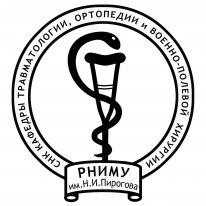 СНК КАФЕДРЫ ТРАВМАТОЛОГИИ, ОРТОПЕДИИ и ВОЕННО-ПОЛЕВОЙ ХИРУРГИИ
РНИМУ
им.Н.И.Пирогова